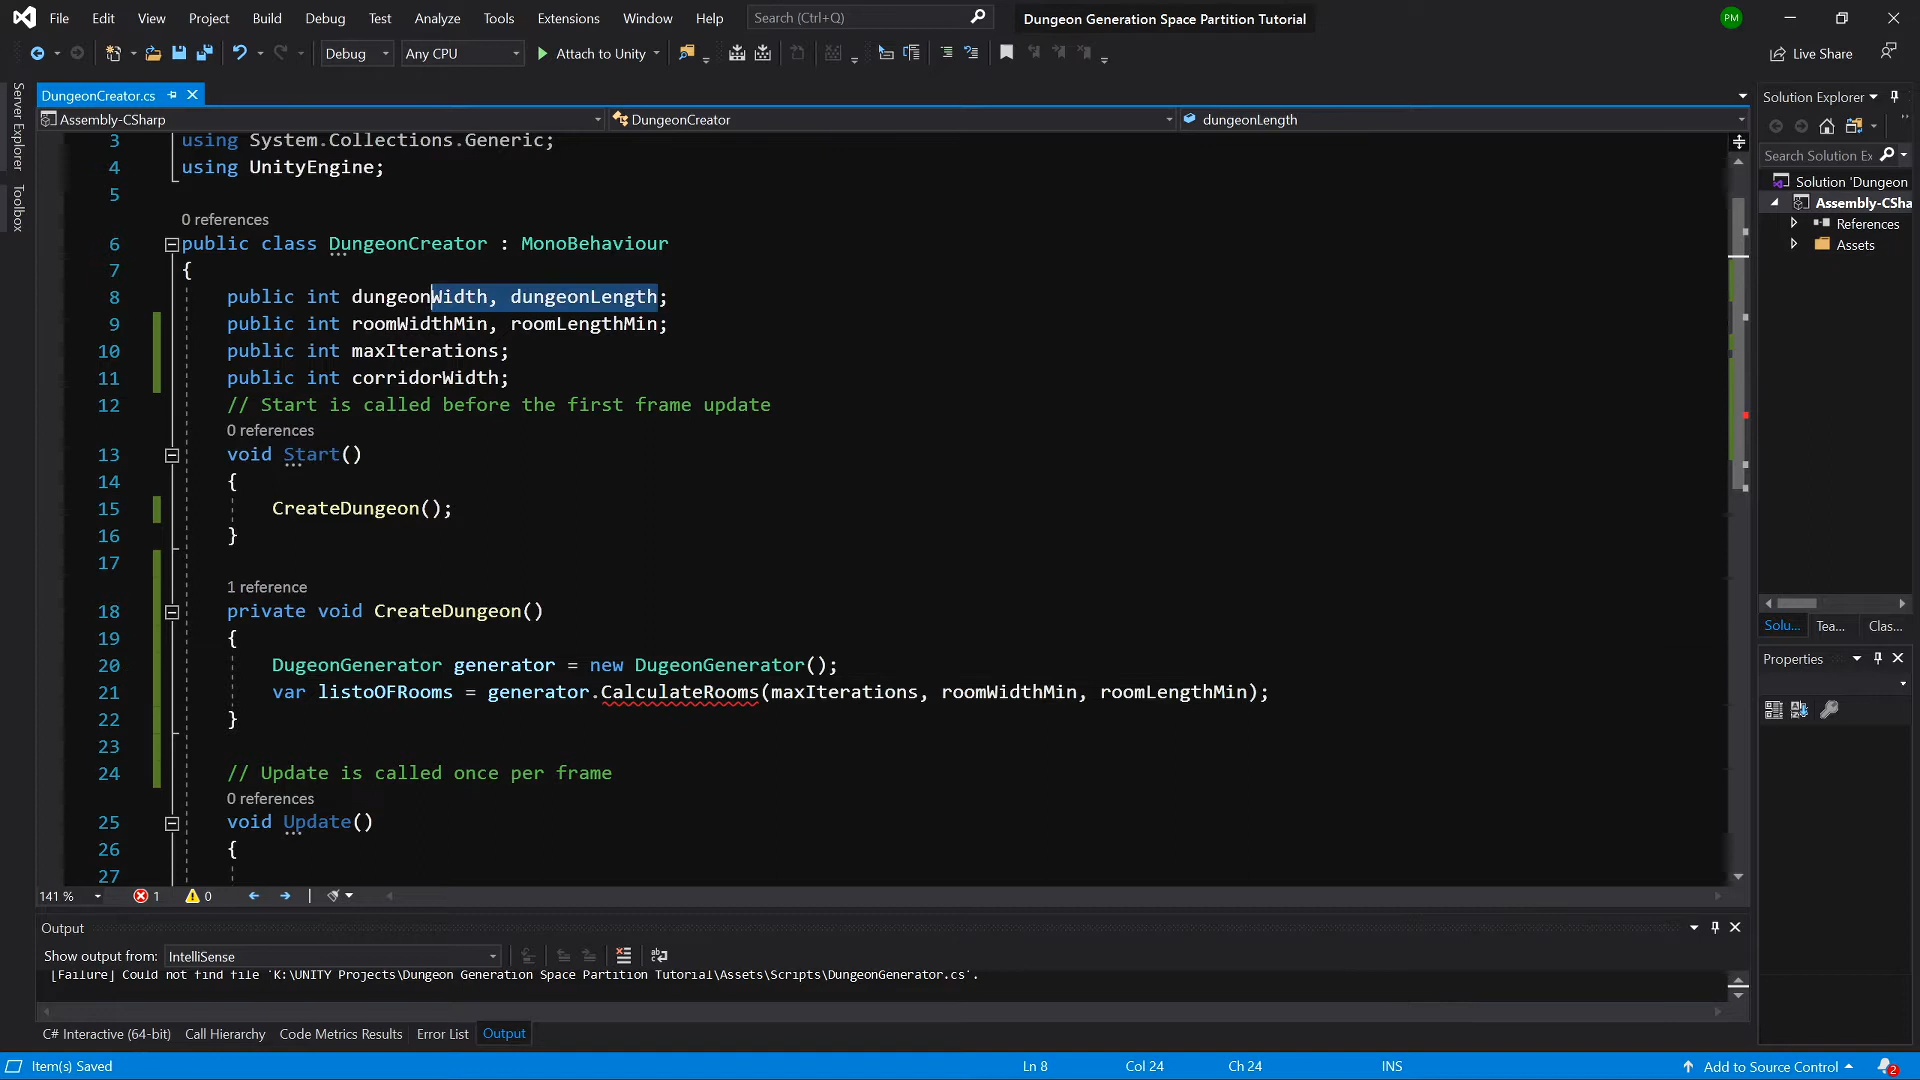 File Edit View Project Build Debug Test Analyze Tools Extensions Window Help Search (Ctrl+Q) Dungeon Generation Space Partition Tutorial PM
Debug Any CPU Attach to Unity Live Share
Server Explorer
Toolbox
DungeonCreator.cs
Assembly-CSharp DungeonCreator dungeonLength
3 using System.Collections.Generic;
4 using UnityEngine;
5
0 references
6 public class DungeonCreator : MonoBehaviour
7 {
8 public int dungeonWidth, dungeonLength;
9 public int roomWidthMin, roomLengthMin;
10 public int maxIterations;
11 public int corridorWidth;
12 // Start is called before the first frame update
0 references
13 void Start()
14 {
15 CreateDungeon();
16 }
17
1 reference
18 private void CreateDungeon()
19 {
20 DugeonGenerator generator = new DugeonGenerator();
21 var listoOFRooms = generator.CalculateRooms(maxIterations, roomWidthMin, roomLengthMin);
22 }
23
24 // Update is called once per frame
0 references
25 void Update()
26 {
27
141 % 1 0
Output
Show output from: IntelliSense
[Failure] Could not find file 'K:\UNITY Projects\Dungeon Generation Space Partition Tutorial\Assets\Scripts\DungeonGenerator.cs'.
C# Interactive (64-bit) Call Hierarchy Code Metrics Results Error List Output
Item(s) Saved Ln 8 Col 24 Ch 24 INS Add to Source Control 2
Solution Explorer
Search Solution Ex
Solution 'Dungeon
Assembly-CSha
References
Assets
Solu... Tea... Clas...
Properties